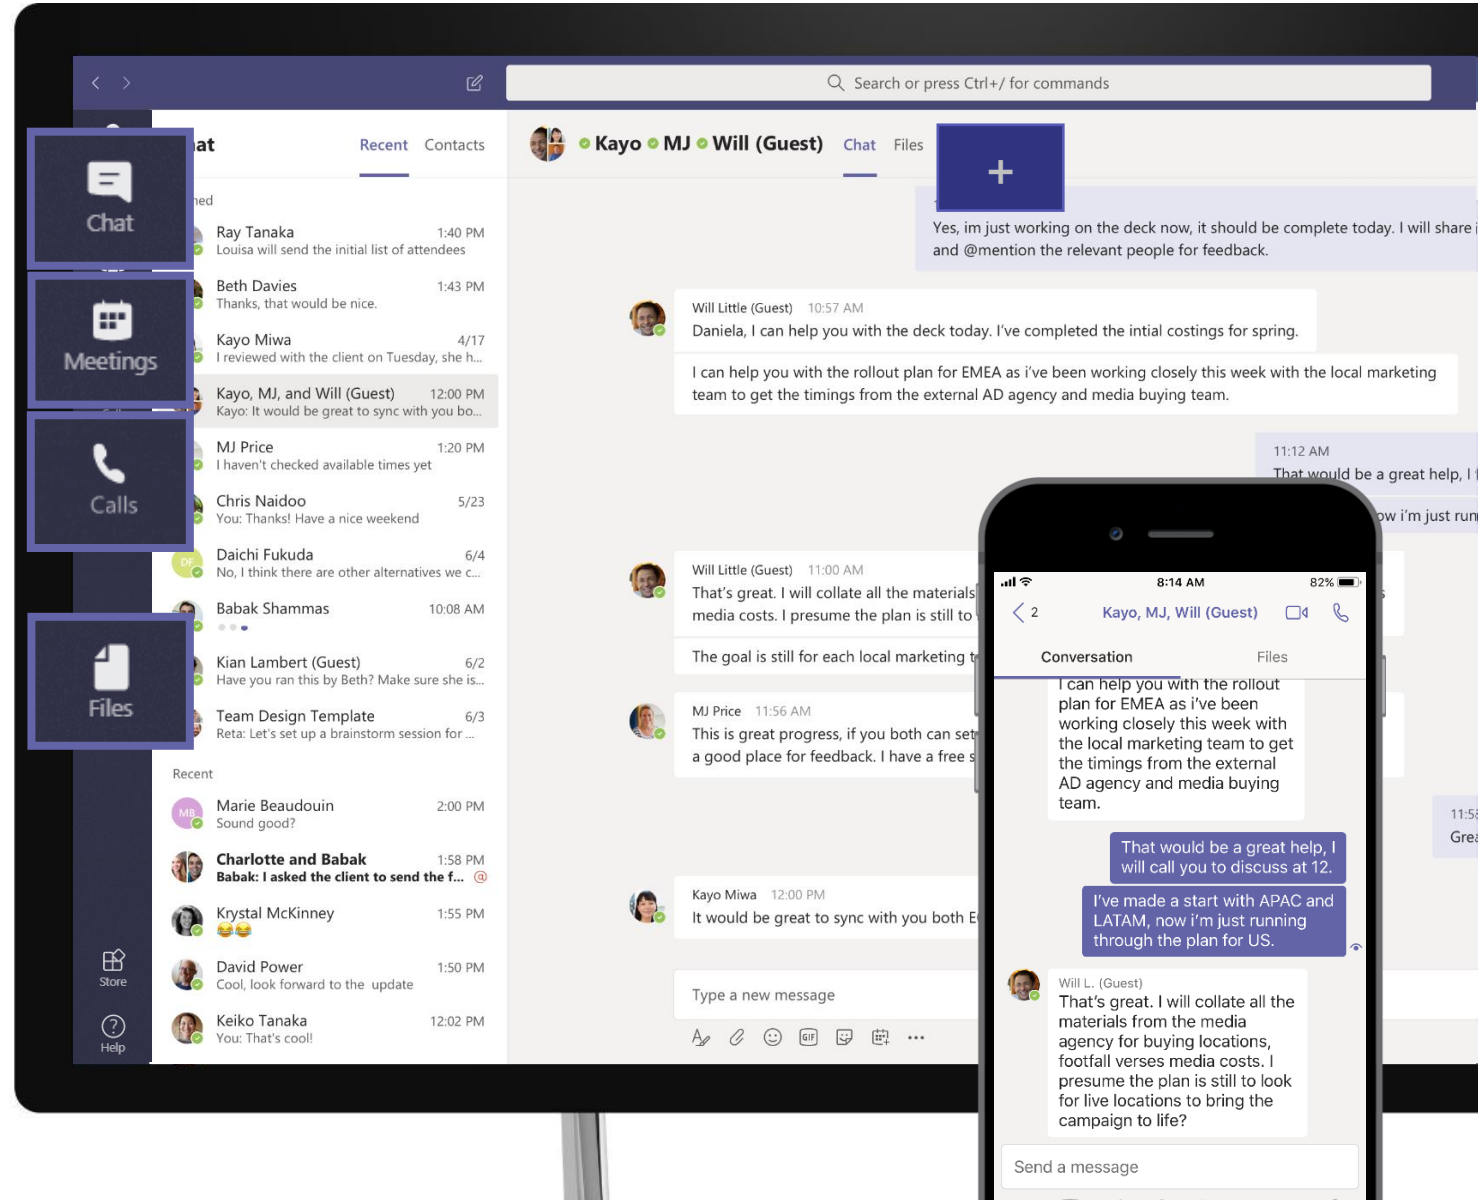 Search or press Ctrl+/ for commands
Chat
Meetings
Calls
Files
Store
Help
Recent Contacts
Ray Tanaka 1:40 PM
Louisa will send the initial list of attendees
Beth Davies 1:43 PM
Thanks, that would be nice.
Kayo Miwa 4/17
I reviewed with the client on Tuesday, she h...
Kayo, MJ, and Will (Guest) 12:00 PM
Kayo: It would be great to sync with you bo...
MJ Price 1:20 PM
I haven't checked available times yet
Chris Naidoo 5/23
You: Thanks! Have a nice weekend
DF
Daichi Fukuda 6/4
No, I think there are other alternatives we c...
Babak Shammas 10:08 AM
Kian Lambert (Guest) 6/2
Have you ran this by Beth? Make sure she is...
Team Design Template 6/3
Reta: Let's set up a brainstorm session for ...
Recent
MB
Marie Beaudouin 2:00 PM
Sound good?
Charlotte and Babak 1:58 PM
Babak: I asked the client to send the f... @
Krystal McKinney 1:55 PM
David Power 1:50 PM
Cool, look forward to the update
Keiko Tanaka 12:02 PM
You: That's cool!
Kayo MJ Will (Guest) Chat Files +
Yes, im just working on the deck now, it should be complete today. I will share
and @mention the relevant people for feedback.
Will Little (Guest) 10:57 AM
Daniela, I can help you with the deck today. I've completed the intial costings for spring.
I can help you with the rollout plan for EMEA as i've been working closely this week with the local marketing
team to get the timings from the external AD agency and media buying team.
11:12 AM
That would be a great help, I
i'm just run
Will Little (Guest) 11:00 AM
That's great. I will collate all the materials
media costs. I presume the plan is still to
The goal is still for each local marketing
MJ Price 11:56 AM
This is great progress, if you both can set
a good place for feedback. I have a free
11:5
Grea
Kayo Miwa 12:00 PM
It would be great to sync with you both
Type a new message
GIF
8:14 AM 82%
2 Kayo, MJ, Will (Guest)
Conversation Files
I can help you with the rollout
plan for EMEA as i've been
working closely this week with
the local marketing team to get
the timings from the external
AD agency and media buying
team.
That would be a great help, I
will call you to discuss at 12.
I've made a start with APAC and
LATAM, now i'm just running
through the plan for US.
Will L. (Guest)
That's great. I will collate all the
materials from the media
agency for buying locations,
footfall verses media costs. I
presume the plan is still to look
for live locations to bring the
campaign to life?
Send a message